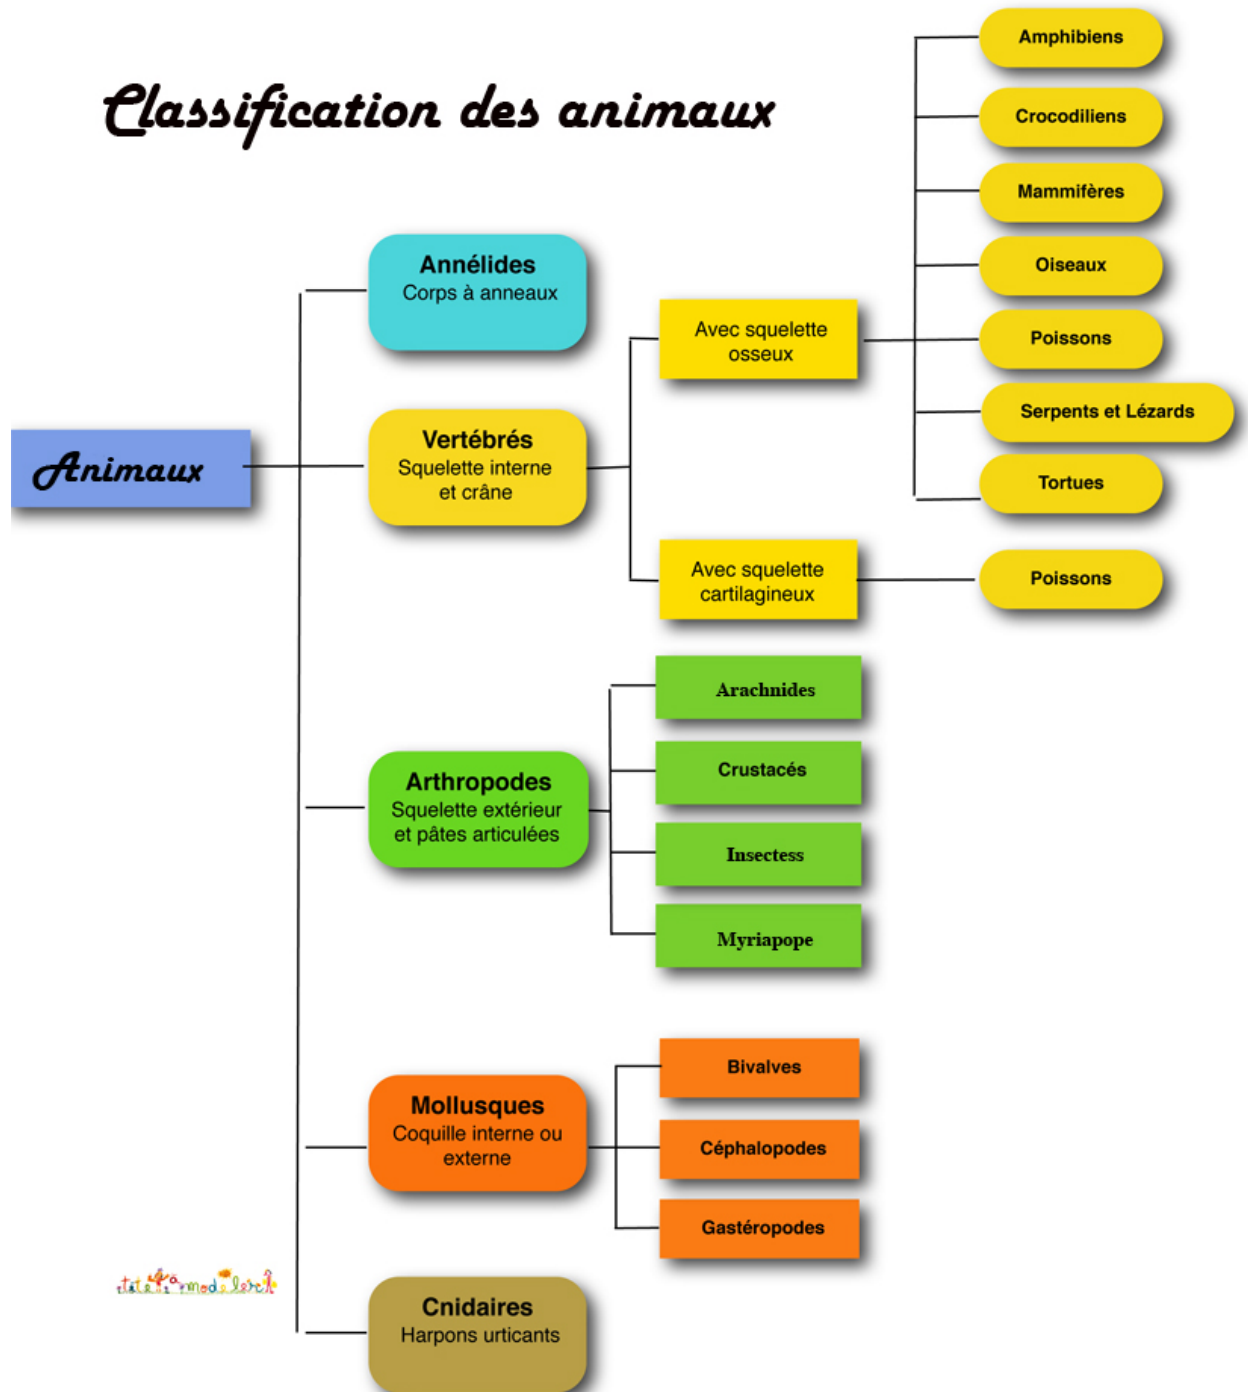 Classification des animaux
Animaux
Annélides
Corps à anneaux
Vertébrés
Squelette interne
et crâne
Avec squelette
osseux
Amphibiens
Crocodiliens
Mammifères
Oiseaux
Poissons
Serpents et Lézards
Tortues
Avec squelette
cartilagineux
Poissons
Arthropodes
Squelette extérieur
et pâtes articulées
Arachnides
Crustacés
Insectess
Myriapope
Mollusques
Coquille interne ou
externe
Bivalves
Céphalopodes
Gastéropodes
Cnidaires
Harpons urticants